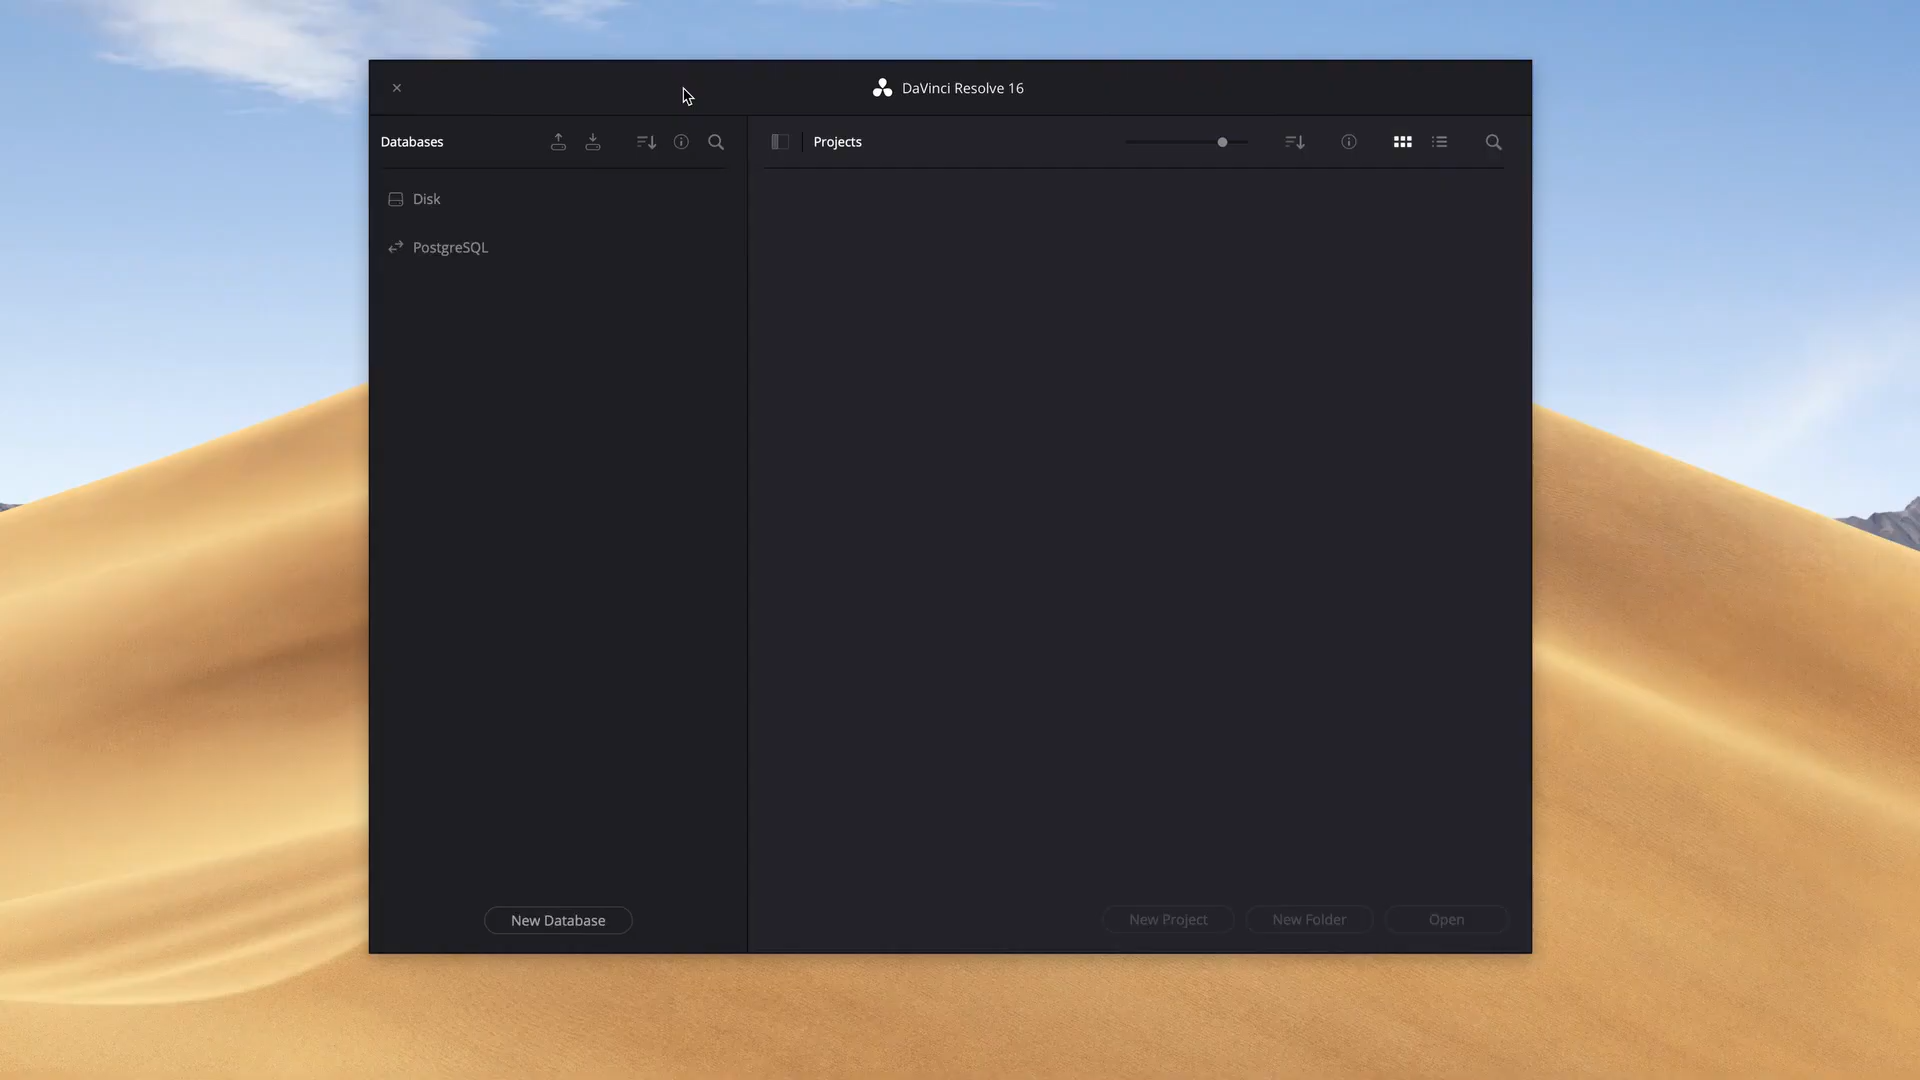 DaVinci Resolve 16
Databases
Projects
Disk
PostgreSQL
New Database
New Project
New Folder
Open